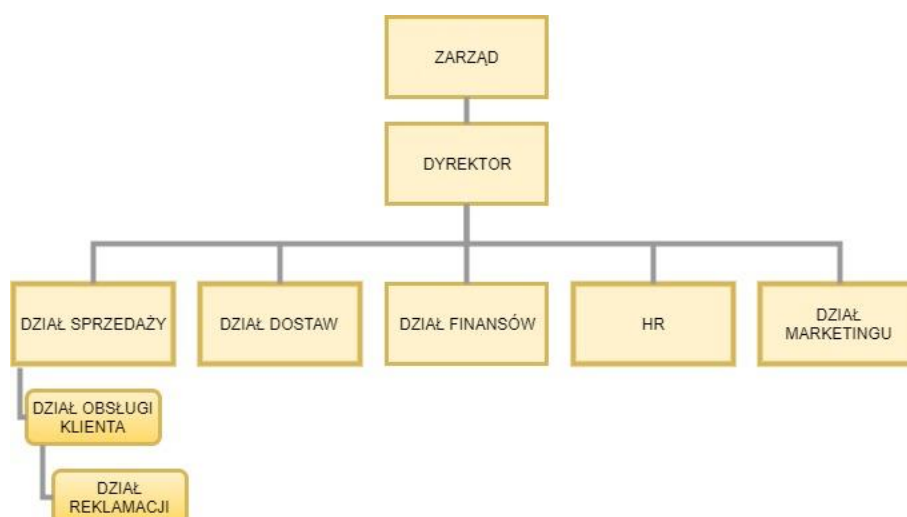 ZARZĄD
DYREKTOR
DZIAŁ SPRZEDAŻY
DZIAŁ DOSTAW
DZIAŁ FINANSÓW
HR
DZIAŁ
MARKETINGU
DZIAŁ OBSŁUGI
KLIENTA
DZIAŁ
REKLAMACJI